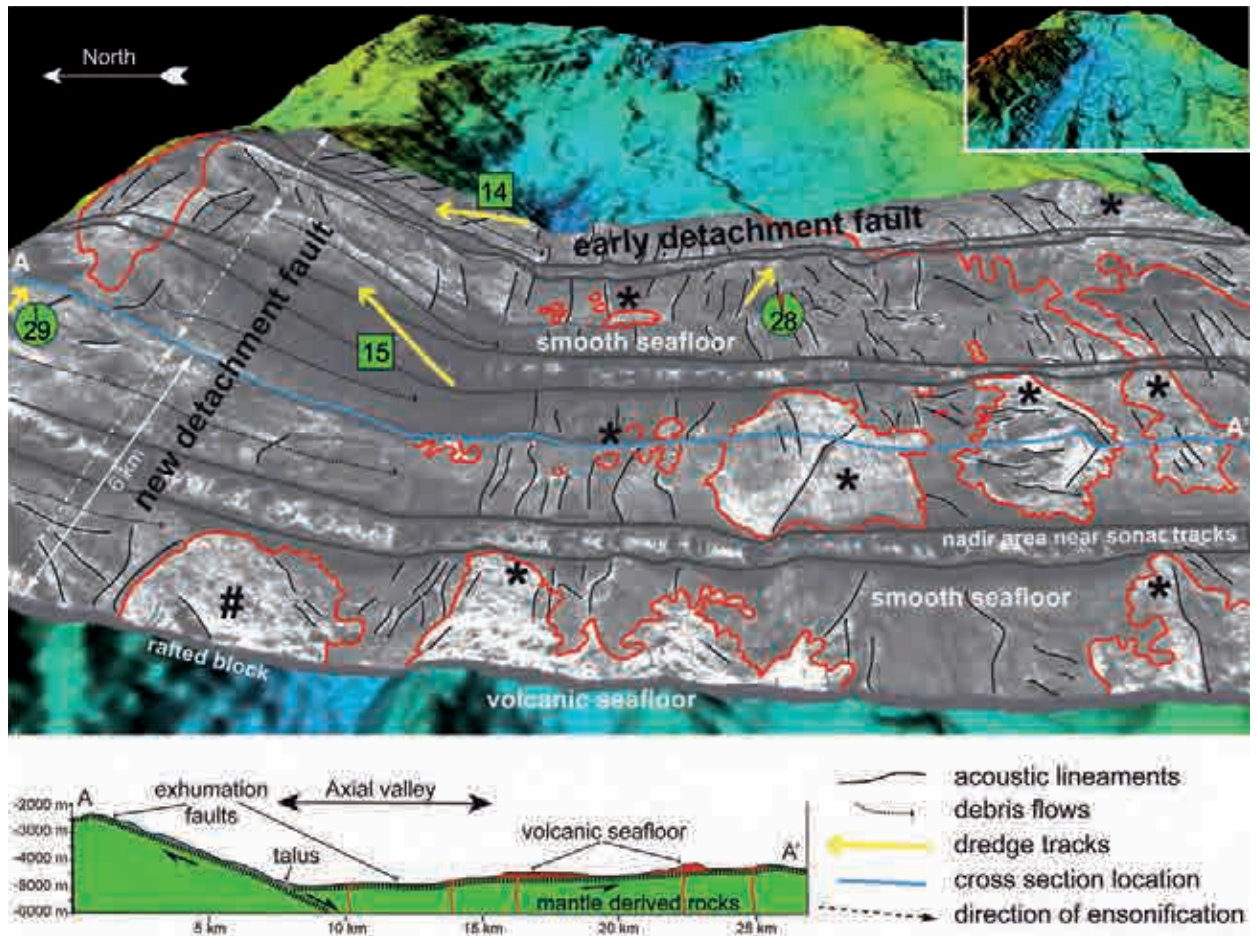 North
14
early detachment fault
*
A
new detachment fault
29
*
28
smooth seafloor
15
*
*
*
*
A'
6 km
nadir area near sonar tracks
*
*
smooth seafloor
#
rafted block
volcanic seafloor
-2000 m
A
exhumation
faults
Axial valley
-3000 m
volcanic seafloor
-4000 m
talus
A'
-5000 m
mantle derived rocks
-6000 m
5 km
10 km
15 km
20 km
25 km
acoustic lineaments
debris flows
dredge tracks
cross section location
direction of ensonification